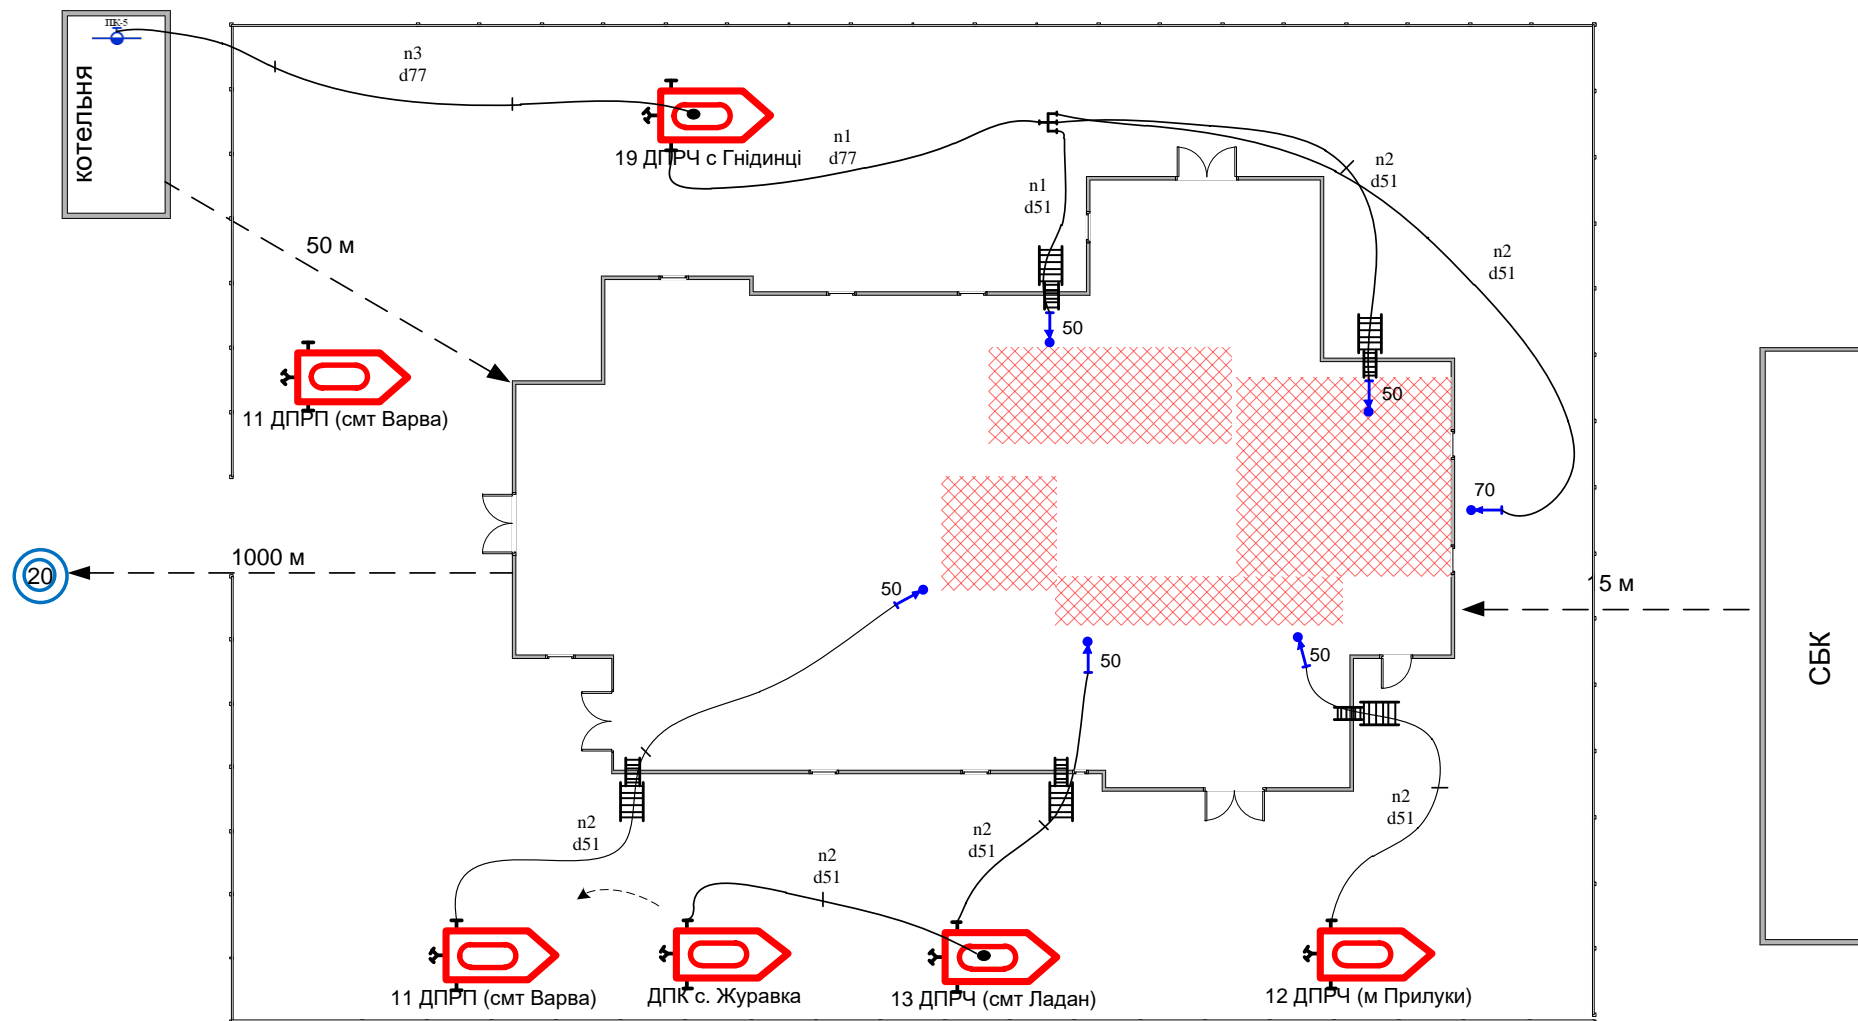 ПК-5
котельня
n3
d77
19 ДПРЧ с Гнідинці
n1
d77
n1
d51
n2
d51
n2
d51
50 м
50
50
11 ДПРП (смт Варва)
70
1000 м
20
50
5 м
50
50
СБК
n2
d51
n2
d51
n2
d51
n2
d51
11 ДПРП (смт Варва)
ДПК с. Журавка
13 ДПРЧ (смт Ладан)
12 ДПРЧ (м Прилуки)